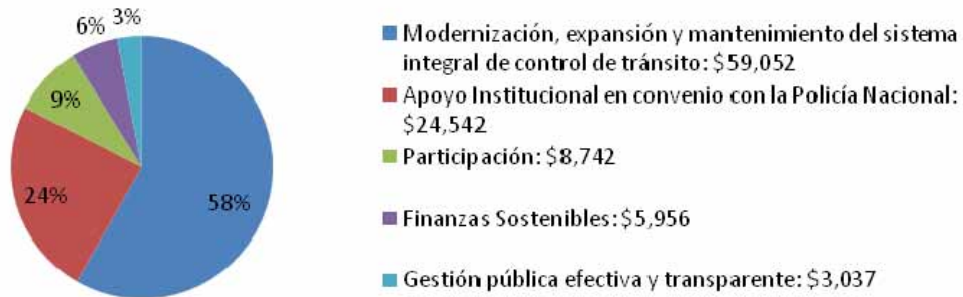 6%
3%
9%
24%
58%
Modernización, expansión y mantenimiento del sistema
integral de control de tránsito: $59,052
Apoyo Institucional en convenio con la Policía Nacional:
$24,542
Participación: $8,742
Finanzas Sostenibles: $5,956
Gestión pública efectiva y transparente: $3,037